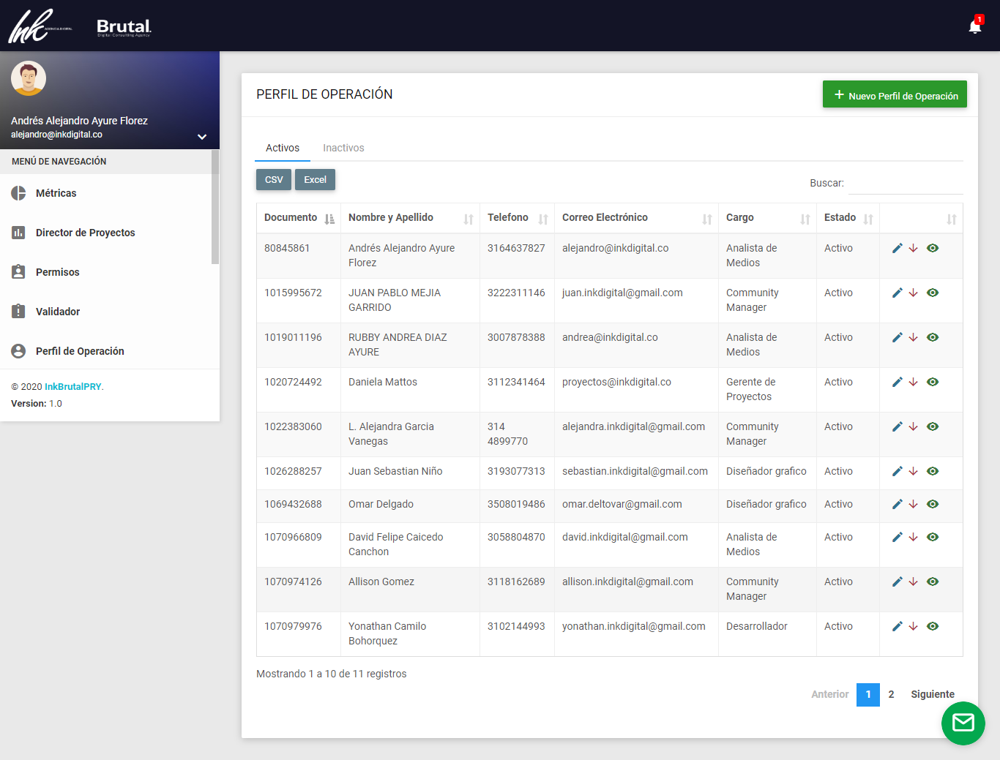 Ink AGENCIA DIGITAL
Brutal.
Digital Consulting Agency
1
Andrés Alejandro Ayure Florez
alejandro@inkdigital.co
MENÚ DE NAVEGACIÓN
Métricas
Director de Proyectos
Permisos
Validador
Perfil de Operación
© 2020 InkBrutalPRY.
Version: 1.0
PERFIL DE OPERACIÓN
+ Nuevo Perfil de Operación
Activos Inactivos
CSV Excel
Buscar:
Documento Nombre y Apellido Telefono Correo Electrónico Cargo Estado
80845861 Andrés Alejandro Ayure 3164637827 alejandro@inkdigital.co Analista de Activo
Florez Medios
1015995672 JUAN PABLO MEJIA 3222311146 juan.inkdigital@gmail.com Community Activo
GARRIDO Manager
1019011196 RUBBY ANDREA DIAZ 3007878388 andrea@inkdigital.co Analista de Activo
AYURE Medios
1020724492 Daniela Mattos 3112341464 proyectos@inkdigital.co Gerente de Activo
Proyectos
1022383060 L. Alejandra Garcia 314 alejandra.inkdigital@gmail.com Community Activo
Vanegas 4899770 Manager
1026288257 Juan Sebastian Niño 3193077313 sebastian.inkdigital@gmail.com Diseñador grafico Activo
1069432688 Omar Delgado 3508019486 omar.deltovar@gmail.com Diseñador grafico Activo
1070966809 David Felipe Caicedo 3058804870 david.inkdigital@gmail.com Analista de Activo
Canchon Medios
1070974126 Allison Gomez 3118162689 allison.inkdigital@gmail.com Community Activo
Manager
1070979976 Yonathan Camilo 3102144993 yonathan.inkdigital@gmail.com Desarrollador Activo
Bohorquez
Mostrando 1 a 10 de 11 registros
Anterior 1 2 Siguiente